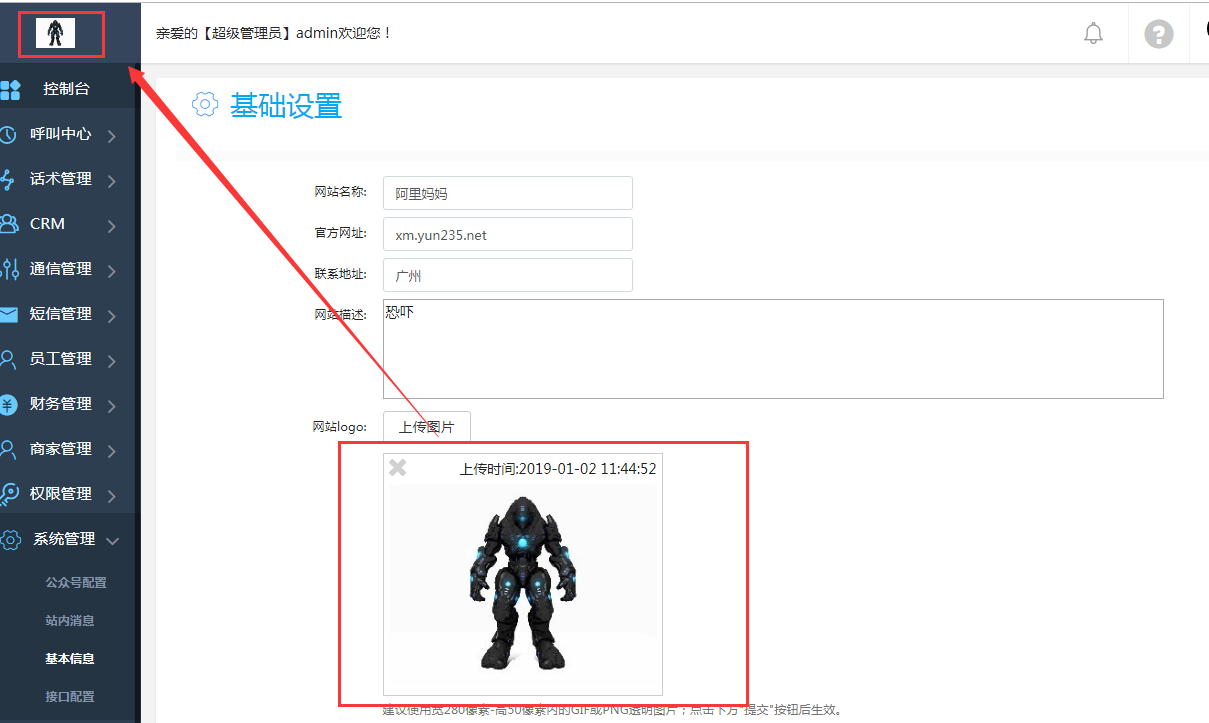 亲爱的【超级管理员】admin欢迎您！
?
控制台
呼叫中心
话术管理
CRM
通信管理
短信管理
员工管理
财务管理
商家管理
权限管理
系统管理
公众号配置
站内消息
基本信息
接口配置
基础设置
网站名称: 阿里妈妈
官方网址: xm.yun235.net
联系地址: 广州
网站描述: 恐吓
网站logo: 上传图片
上传时间:2019-01-02 11:44:52
建议使用宽280像素-高50像素内的GIF或PNG透明图片；点击下方"提交"按钮后生效。